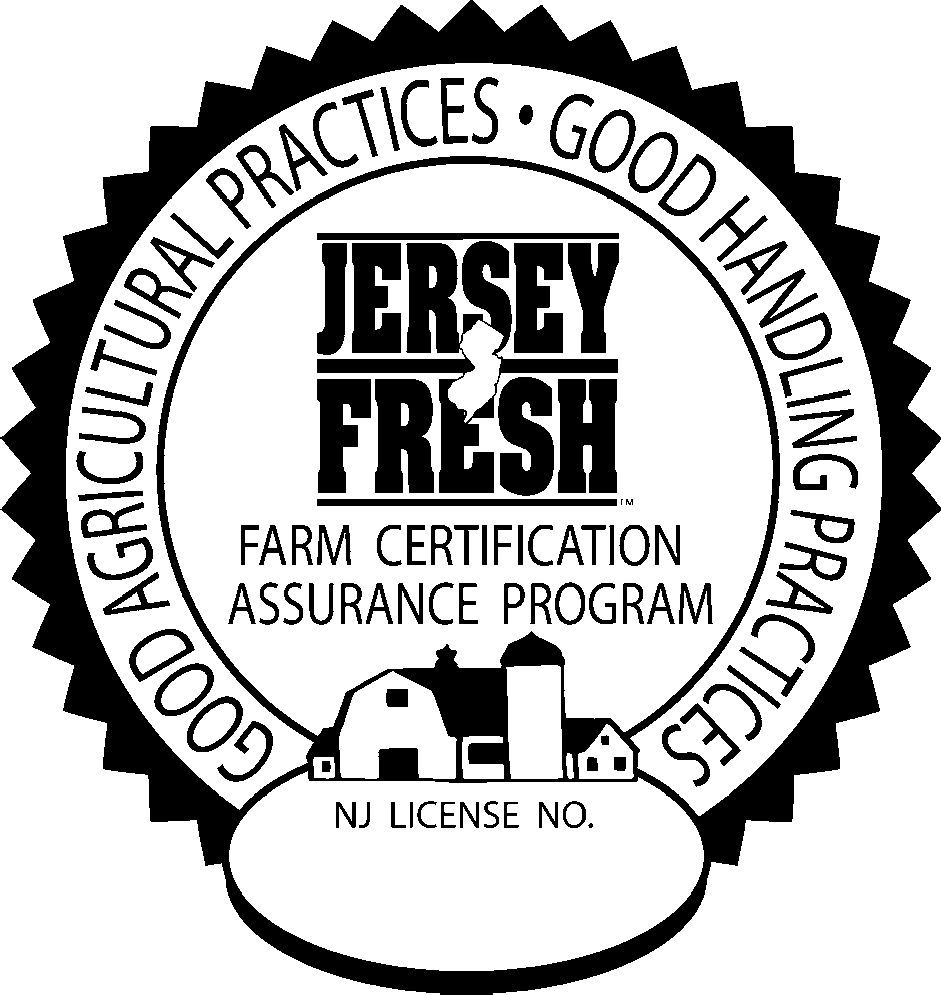 GOOD AGRICULTURAL PRACTICES • GOOD HANDLING PRACTICES
JERSEY
FRESH
™
FARM CERTIFICATION
ASSURANCE PROGRAM
NJ LICENSE NO.